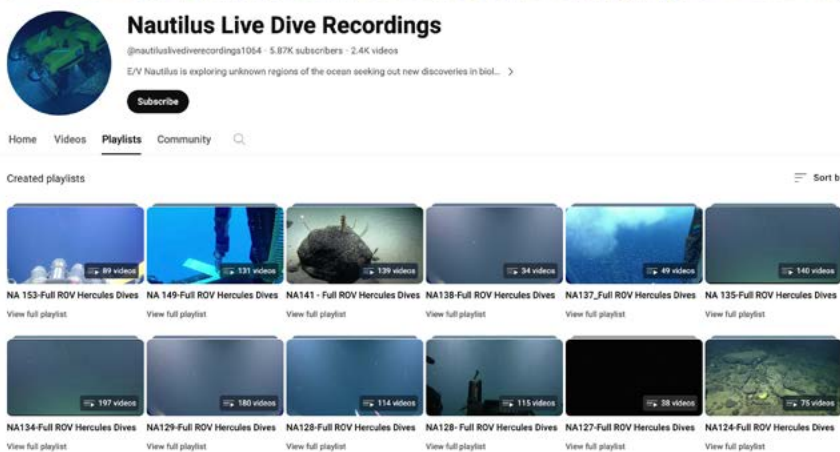 Nautilus Live Dive Recordings
@nautiluslivediverecordings1064 · 5.87K subscribers · 2.4K videos
E/V Nautilus is exploring unknown regions of the ocean seeking out new discoveries in biol...
Subscribe
Home Videos Playlists Community
Created playlists
Sort b
89 videos 131 videos 139 videos 34 videos 49 videos 140 videos
NA 153-Full ROV Hercules Dives NA 149-Full ROV Hercules Dives NA141 - Full ROV Hercules Dives NA138-Full ROV Hercules Dives NA137_Full ROV Hercules Dives NA 135-Full ROV Hercules Dives
View full playlist View full playlist View full playlist View full playlist View full playlist View full playlist
197 videos 180 videos 114 videos 115 videos 38 videos 75 videos
NA134-Full ROV Hercules Dives NA129-Full ROV Hercules Dives NA128-Full ROV Hercules Dives NA128- Full ROV Hercules Dives NA127-Full ROV Hercules Dives NA124-Full ROV Hercules Dives
View full playlist View full playlist View full playlist View full playlist View full playlist View full playlist